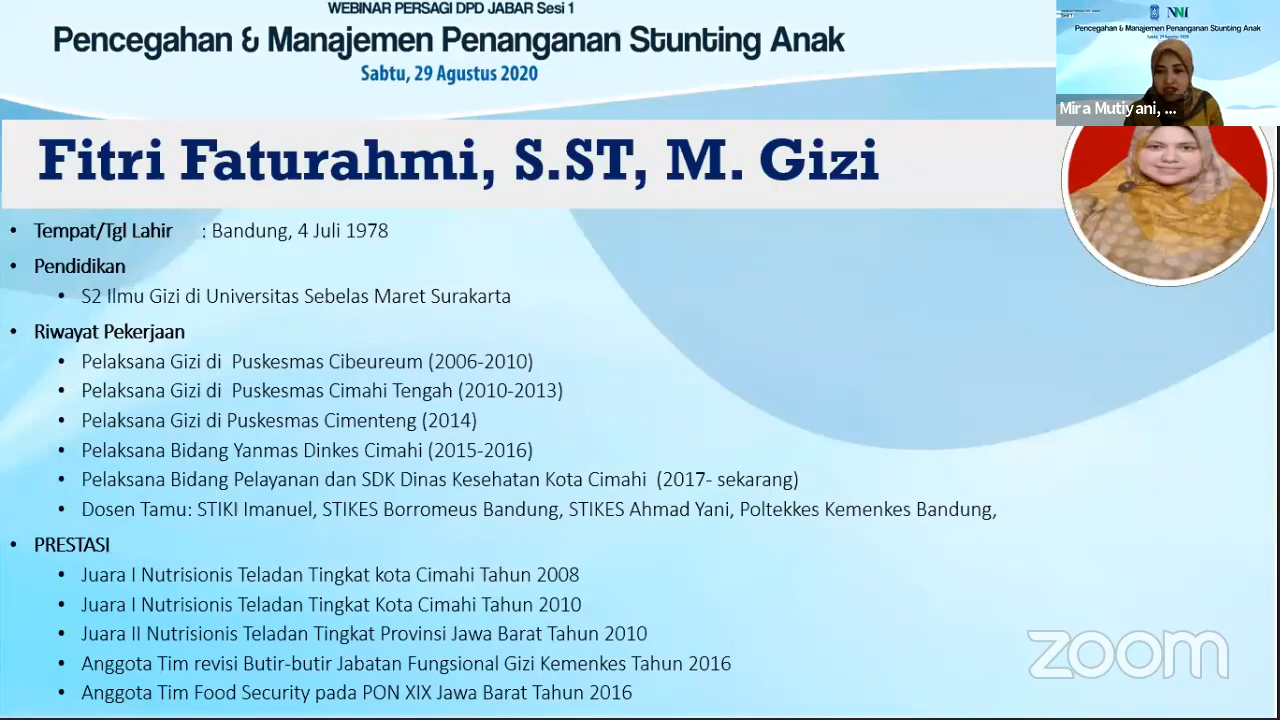 WEBINAR PERSAGI DPD JABAR Sesi 1
Pencegahan & Manajemen Penanganan Stunting Anak
Sabtu, 29 Agustus 2020
Pencegahan & Manajemen Penanganan Stunting Anak
Sabtu, 29 Agustus 2020
Mira Mutiyani, ...
Fitri Faturahmi, S.ST, M. Gizi
• Tempat/Tgl Lahir : Bandung, 4 Juli 1978
• Pendidikan
• S2 Ilmu Gizi di Universitas Sebelas Maret Surakarta
• Riwayat Pekerjaan
• Pelaksana Gizi di Puskesmas Cibeureum (2006-2010)
• Pelaksana Gizi di Puskesmas Cimahi Tengah (2010-2013)
• Pelaksana Gizi di Puskesmas Cimenteng (2014)
• Pelaksana Bidang Yanmas Dinkes Cimahi (2015-2016)
• Pelaksana Bidang Pelayanan dan SDK Dinas Kesehatan Kota Cimahi (2017- sekarang)
• Dosen Tamu: STIKI Imanuel, STIKES Borromeus Bandung, STIKES Ahmad Yani, Poltekkes Kemenkes Bandung,
• PRESTASI
• Juara I Nutrisionis Teladan Tingkat kota Cimahi Tahun 2008
• Juara I Nutrisionis Teladan Tingkat Kota Cimahi Tahun 2010
• Juara II Nutrisionis Teladan Tingkat Provinsi Jawa Barat Tahun 2010
• Anggota Tim revisi Butir-butir Jabatan Fungsional Gizi Kemenkes Tahun 2016
• Anggota Tim Food Security pada PON XIX Jawa Barat Tahun 2016
zoom